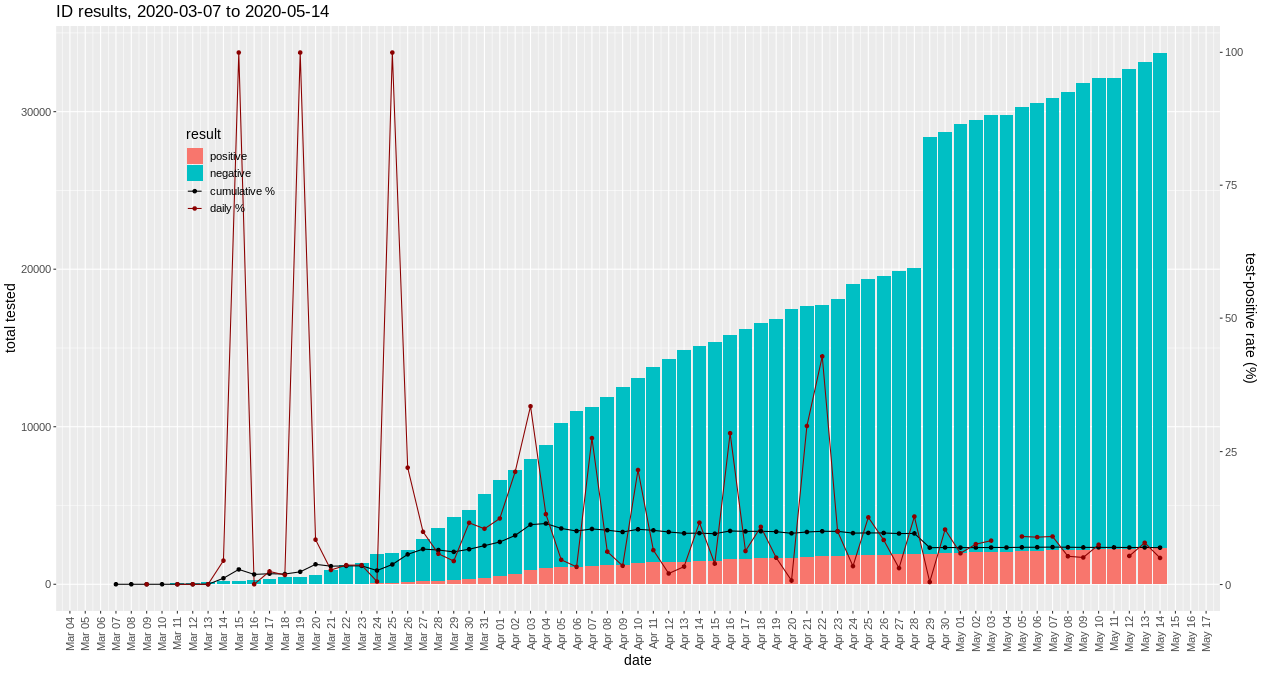 ID results, 2020-03-07 to 2020-05-14
total tested
30000
20000
10000
0
result
positive
negative
cumulative %
daily %
100
75
50
25
0
test-positive rate (%)
Mar 04
Mar 05
Mar 06
Mar 07
Mar 08
Mar 09
Mar 10
Mar 11
Mar 12
Mar 13
Mar 14
Mar 15
Mar 16
Mar 17
Mar 18
Mar 19
Mar 20
Mar 21
Mar 22
Mar 23
Mar 24
Mar 25
Mar 26
Mar 27
Mar 28
Mar 29
Mar 30
Mar 31
Apr 01
Apr 02
Apr 03
Apr 04
Apr 05
Apr 06
Apr 07
Apr 08
Apr 09
Apr 10
Apr 11
Apr 12
Apr 13
Apr 14
Apr 15
Apr 16
Apr 17
Apr 18
Apr 19
Apr 20
Apr 21
Apr 22
Apr 23
Apr 24
Apr 25
Apr 26
Apr 27
Apr 28
Apr 29
Apr 30
May 01
May 02
May 03
May 04
May 05
May 06
May 07
May 08
May 09
May 10
May 11
May 12
May 13
May 14
May 15
May 16
May 17
date